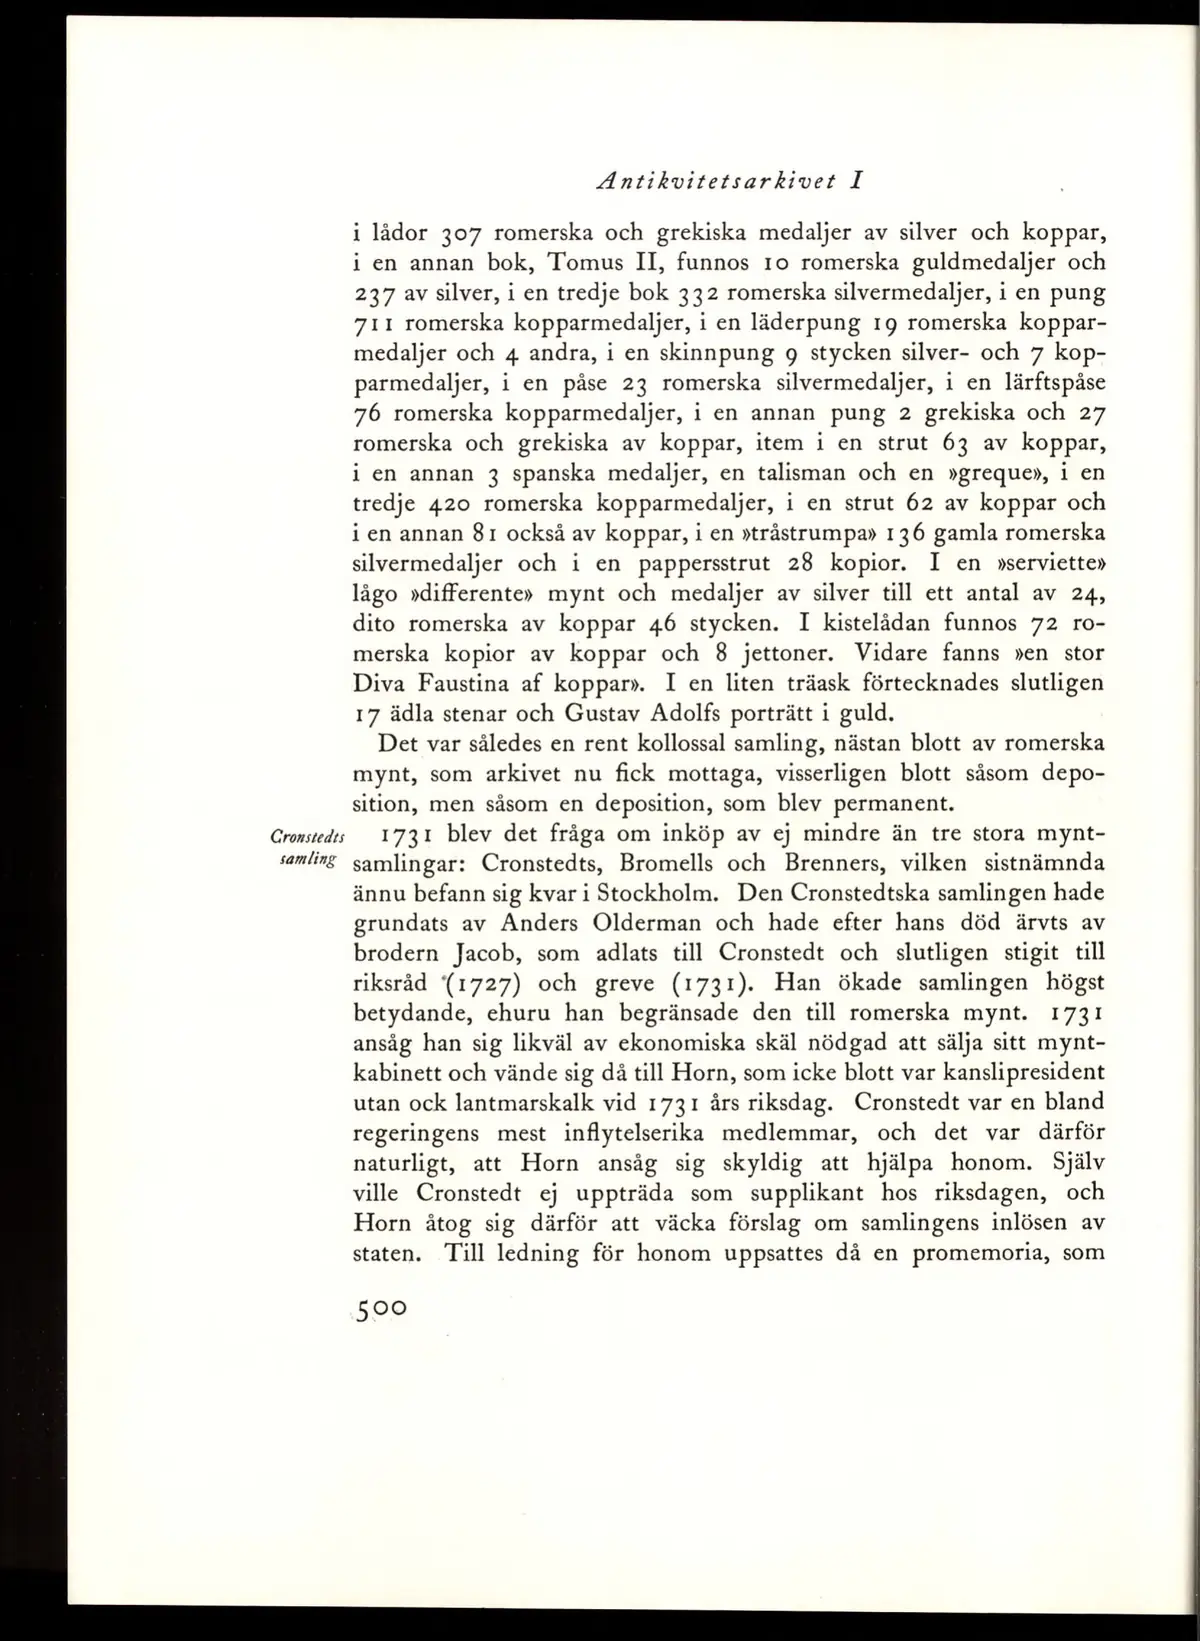 Antikvitetsarkivet I
i lådor 307 romerska och grekiska medaljer av silver och koppar,
i en annan bok, Tomus II, funnos 10 romerska guldmedaljer och
237 av silver, i en tredje bok 332 romerska silvermedaljer, i en pung
711 romerska kopparmedaljer, i en läderpung 19 romerska koppar-
medaljer och 4 andra, i en skinnpung 9 stycken silver- och 7 kop-
parmedaljer, i en påse 23 romerska silvermedaljer, i en lärftspåse
76 romerska kopparmedaljer, i en annan pung 2 grekiska och 27
romerska och grekiska av koppar, item i en strut 63 av koppar,
i en annan 3 spanska medaljer, en talisman och en »greque», i en
tredje 420 romerska kopparmedaljer, i en strut 62 av koppar och
i en annan 81 också av koppar, i en »tråstrumpa» 136 gamla romerska
silvermedaljer och i en pappersstrut 28 kopior. I en »serviette»
lågo »differente» mynt och medaljer av silver till ett antal av 24,
dito romerska av koppar 46 stycken. I kistelådan funnos 72 ro-
merska kopior av koppar och 8 jettoner. Vidare fanns »en stor
Diva Faustina af koppar». I en liten träask förtecknades slutligen
17 ädla stenar och Gustav Adolfs porträtt i guld.
Det var således en rent kollossal samling, nästan blott av romerska
mynt, som arkivet nu fick mottaga, visserligen blott såsom depo-
sition, men såsom en deposition, som blev permanent.
Cronstedts
samling
1731 blev det fråga om inköp av ej mindre än tre stora mynt-
samlingar: Cronstedts, Bromells och Brenners, vilken sistnämnda
ännu befann sig kvar i Stockholm. Den Cronstedtska samlingen hade
grundats av Anders Olderman och hade efter hans död ärvts av
brodern Jacob, som adlats till Cronstedt och slutligen stigit till
riksråd (1727) och greve (1731). Han ökade samlingen högst
betydande, ehuru han begränsade den till romerska mynt. 1731
ansåg han sig likväl av ekonomiska skäl nödgad att sälja sitt mynt-
kabinett och vände sig då till Horn, som icke blott var kanslipresident
utan ock lantmarskalk vid 1731 års riksdag. Cronstedt var en bland
regeringens mest inflytelserika medlemmar, och det var därför
naturligt, att Horn ansåg sig skyldig att hjälpa honom. Själv
ville Cronstedt ej uppträda som supplikant hos riksdagen, och
Horn åtog sig därför att väcka förslag om samlingens inlösen av
staten. Till ledning för honom uppsattes då en promemoria, som
500